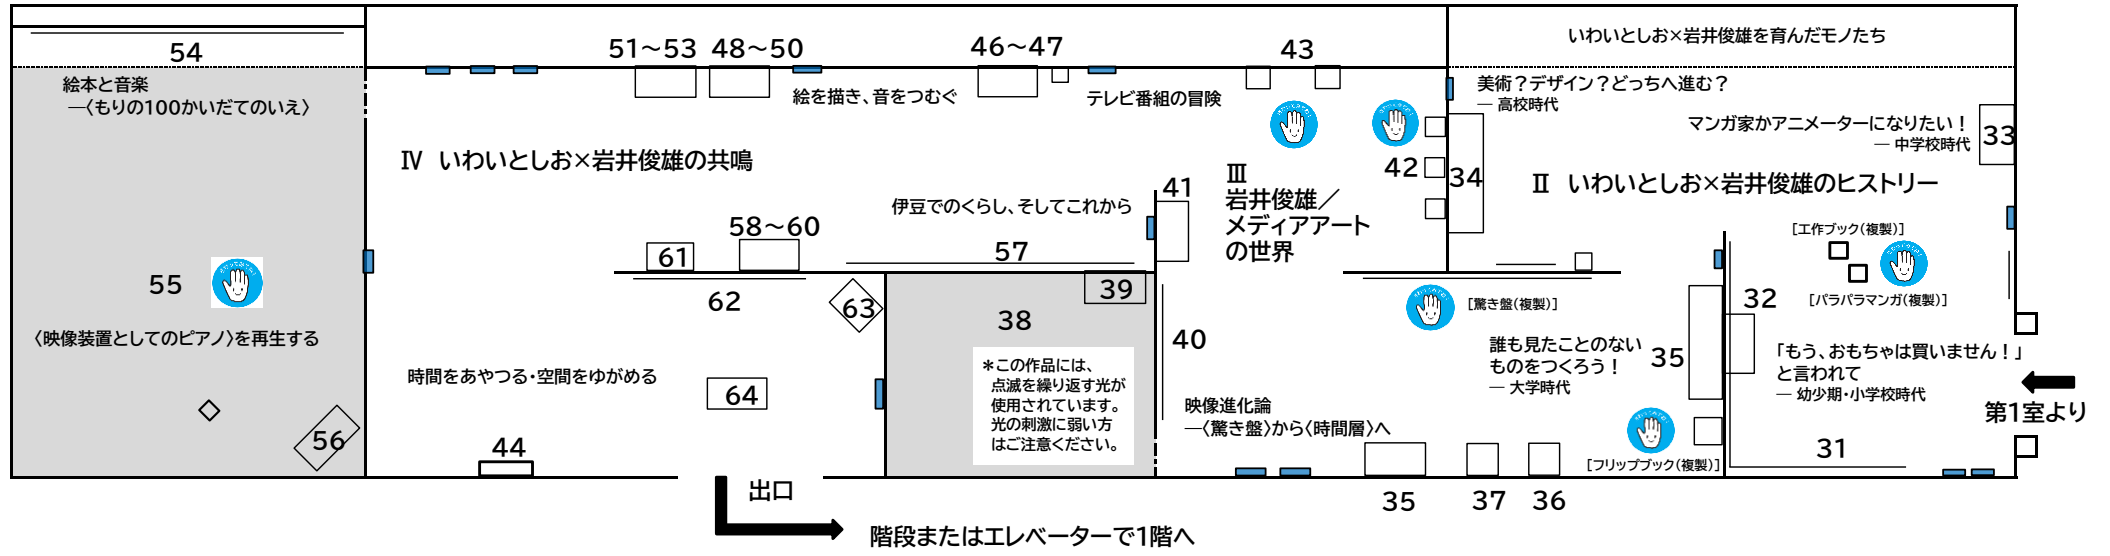 54
絵本と音楽
―〈もりの100かいだてのいえ〉
55
〈映像装置としてのピアノ〉を再生する
56
51～53
48～50
絵を描き、音をつむぐ
46～47
テレビ番組の冒険
43
Ⅳ いわいとしお×岩井俊雄の共鳴
伊豆でのくらし、そしてこれから
58～60
61
57
62
63
時間をあやつる・空間をゆがめる
64
44
出口
階段またはエレベーターで1階へ
41
42
Ⅲ
岩井俊雄／
メディアアート
の世界
39
38
＊この作品には、
点滅を繰り返す光が
使用されています。
光の刺激に弱い方
はご注意ください。
40
映像進化論
―〈驚き盤〉から〈時間層〉へ
[驚き盤(複製)]
誰も見たことのない
ものをつくろう！
― 大学時代
35
[フリップブック(複製)]
35
37
36
いわいとしお×岩井俊雄を育んだモノたち
美術？デザイン？どっちへ進む？
― 高校時代
マンガ家かアニメーターになりたい！
― 中学校時代
33
34
Ⅱ いわいとしお×岩井俊雄のヒストリー
[工作ブック(複製)]
[パラパラマンガ(複製)]
32
「もう、おもちゃは買いません！」
と言われて
― 幼少期・小学校時代
31
第1室より